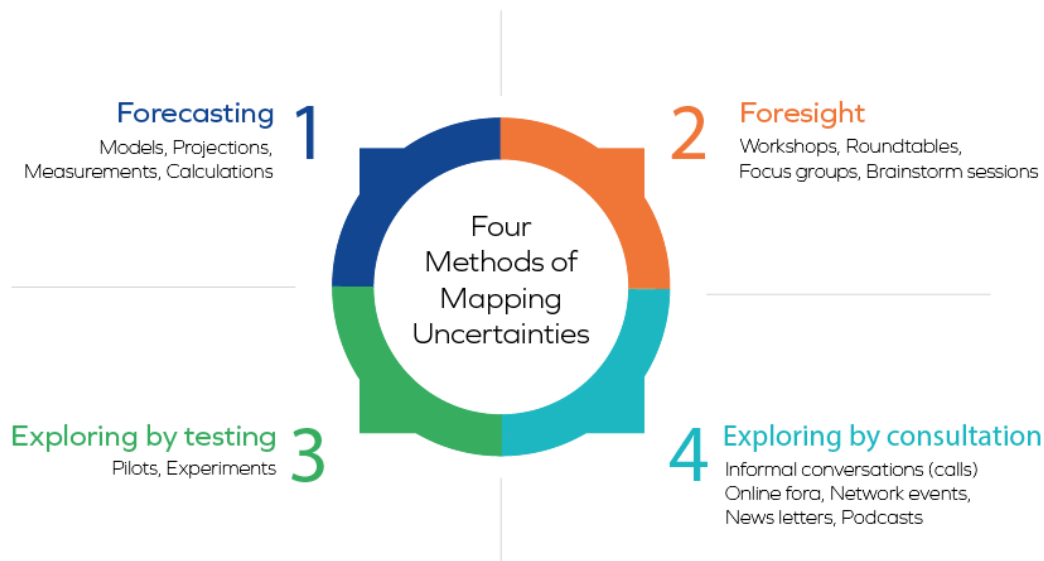 Forecasting
1
Models, Projections,
Measurements, Calculations
2
Foresight
Workshops, Roundtables,
Focus groups, Brainstorm sessions
Four
Methods of
Mapping
Uncertainties
Exploring by testing
3
Pilots, Experiments
4
Exploring by consultation
Informal conversations (calls)
Online fora, Network events,
News letters, Podcasts